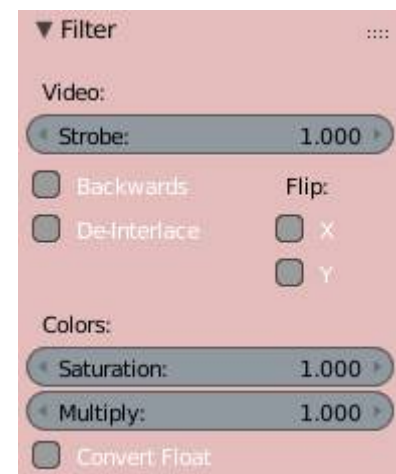 Filter
Video:
Strobe: 1.000
Backwards Flip:
De-Interlace X
Y
Colors:
Saturation: 1.000
Multiply: 1.000
Convert Float